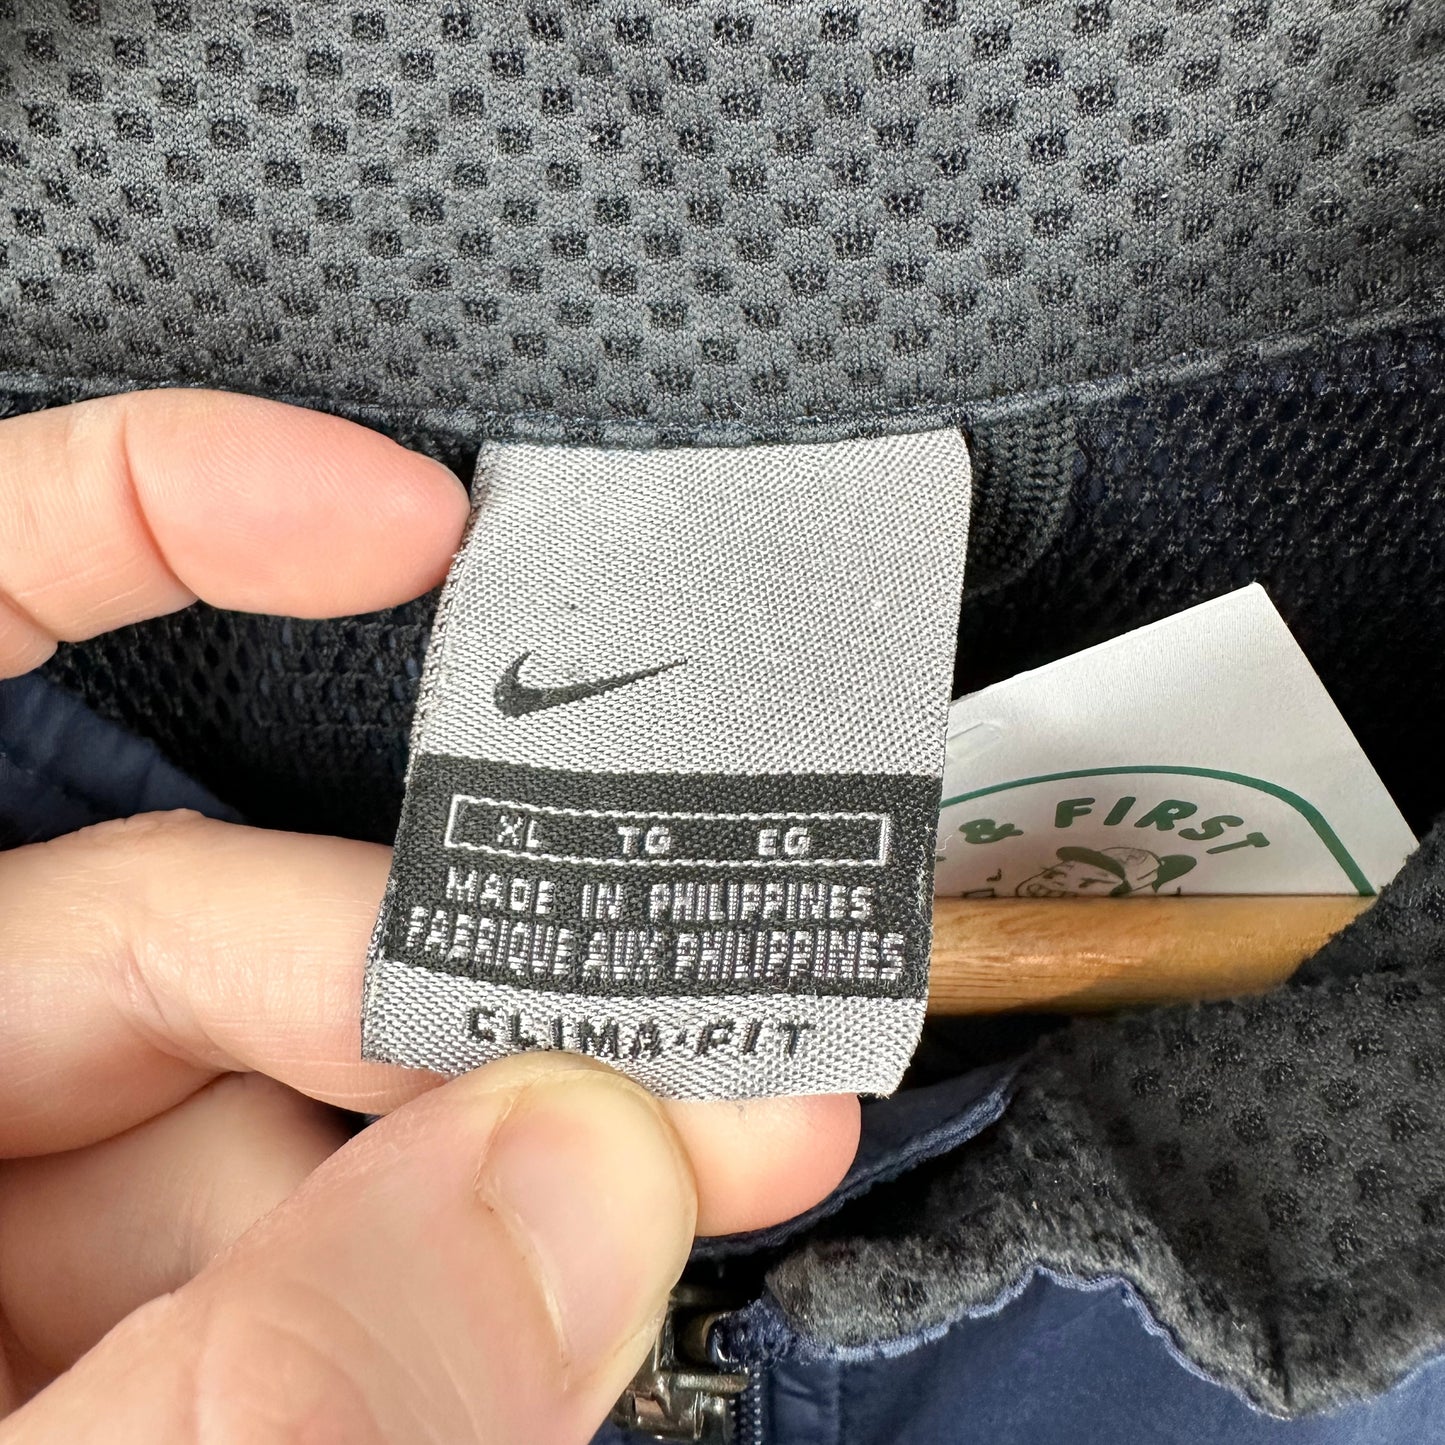 XL TG EG
MADE IN PHILIPPINES
FABRIQUE AUX PHILIPPINES
CLIMA•FIT
& FIRST